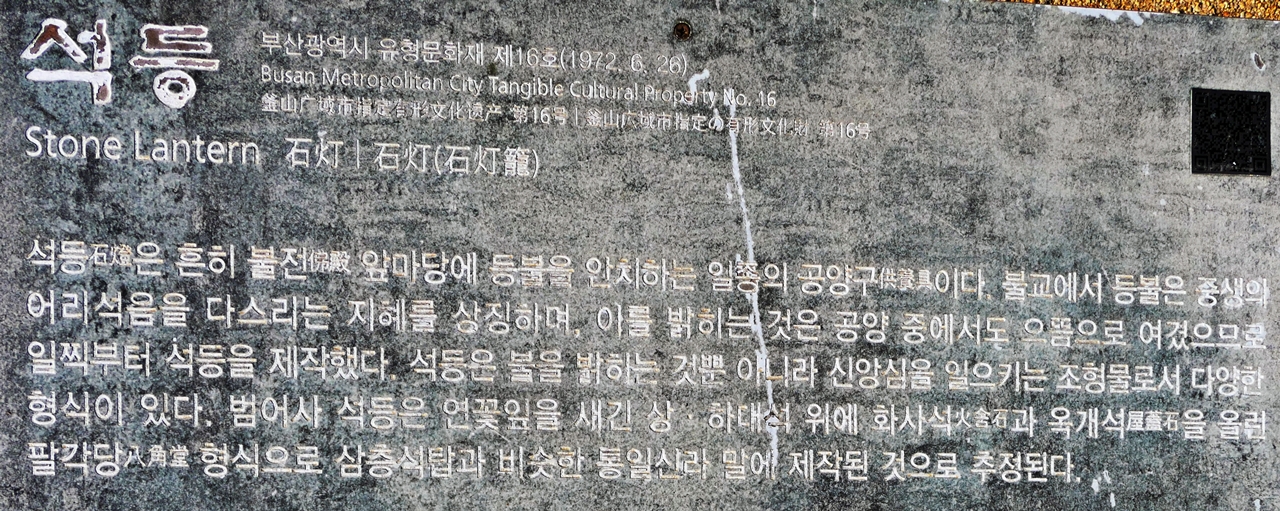 석등
부산광역시 유형문화재 제16호(1972. 6. 26)
Busan Metropolitan City Tangible Cultural Property No. 16
釜山广域市指定有形文化遗产 第16号 | 釜山广域市指定の有形文化財 第16号
Stone Lantern 石灯 | 石灯(石灯籠)
석등石燈은 흔히 불전佛殿 앞마당에 등불을 안치하는 일종의 공양구供養具이다. 불교에서 등불은 중생의
어리석음을 다스리는 지혜를 상징하며, 이를 밝히는 것은 공양 중에서도 으뜸으로 여겼으므로
일찍부터 석등을 제작했다. 석등은 불을 밝히는 것뿐 아니라 신앙심을 일으키는 조형물로서 다양한
형식이 있다. 범어사 석등은 연꽃잎을 새긴 상·하대석 위에 화사석火舍石과 옥개석屋蓋石을 올린
팔각당八角堂 형식으로 삼층석탑과 비슷한 통일신라 말에 제작된 것으로 추정된다.